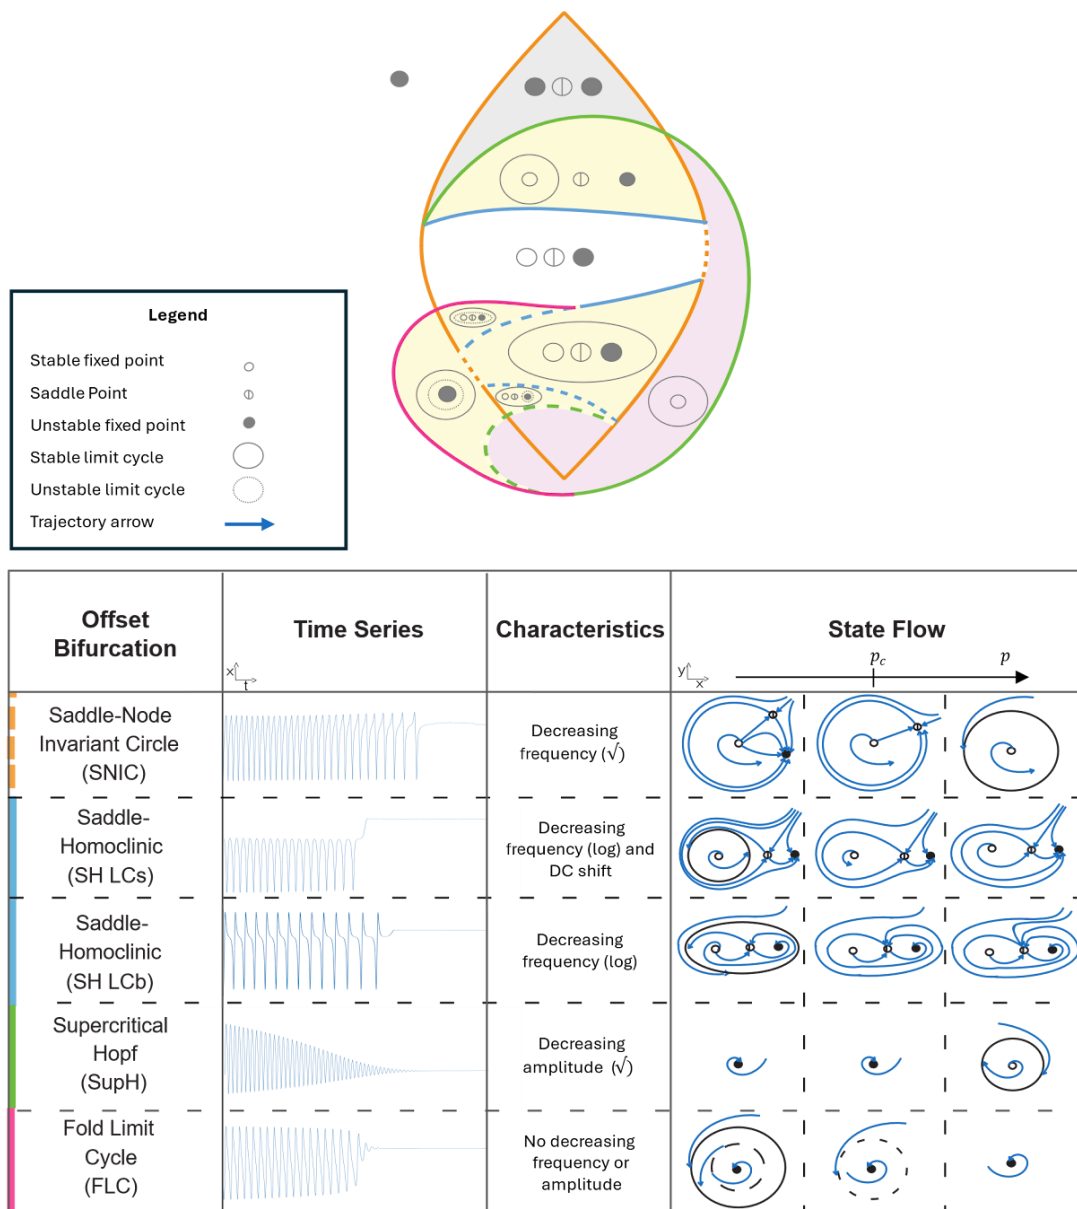 Legend
Stable fixed point
Saddle Point
Unstable fixed point
Stable limit cycle
Unstable limit cycle
Trajectory arrow
Offset
Bifurcation
Time Series
Characteristics
State Flow
x
t
y
x
p_c
p
Saddle-Node
Invariant Circle
(SNIC)
Decreasing
frequency (√)
Saddle-
Homoclinic
(SH LCs)
Decreasing
frequency (log) and
DC shift
Saddle-
Homoclinic
(SH LCb)
Decreasing
frequency (log)
Supercritical
Hopf
(SupH)
Decreasing
amplitude (√)
Fold Limit
Cycle
(FLC)
No decreasing
frequency or
amplitude